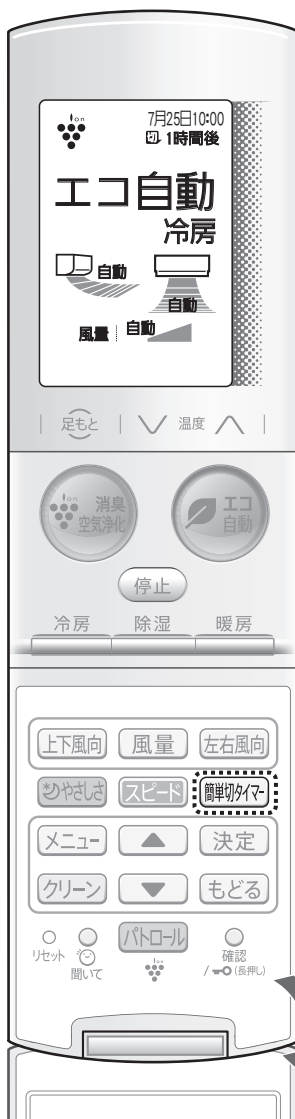 ion
7月25日10:00
切 1時間後
エコ自動
冷房
自動
自動
風量 自動
足もと 温度
ion 消臭 エコ
空気浄化 自動
停止
冷房 除湿 暖房
上下風向 風量 左右風向
やさしさ スピード 簡単切タイマー
メニュー ▲ 決定
クリーン ▼ もどる
パトロール
リセット 聞いて ion 確認
/ (長押し)